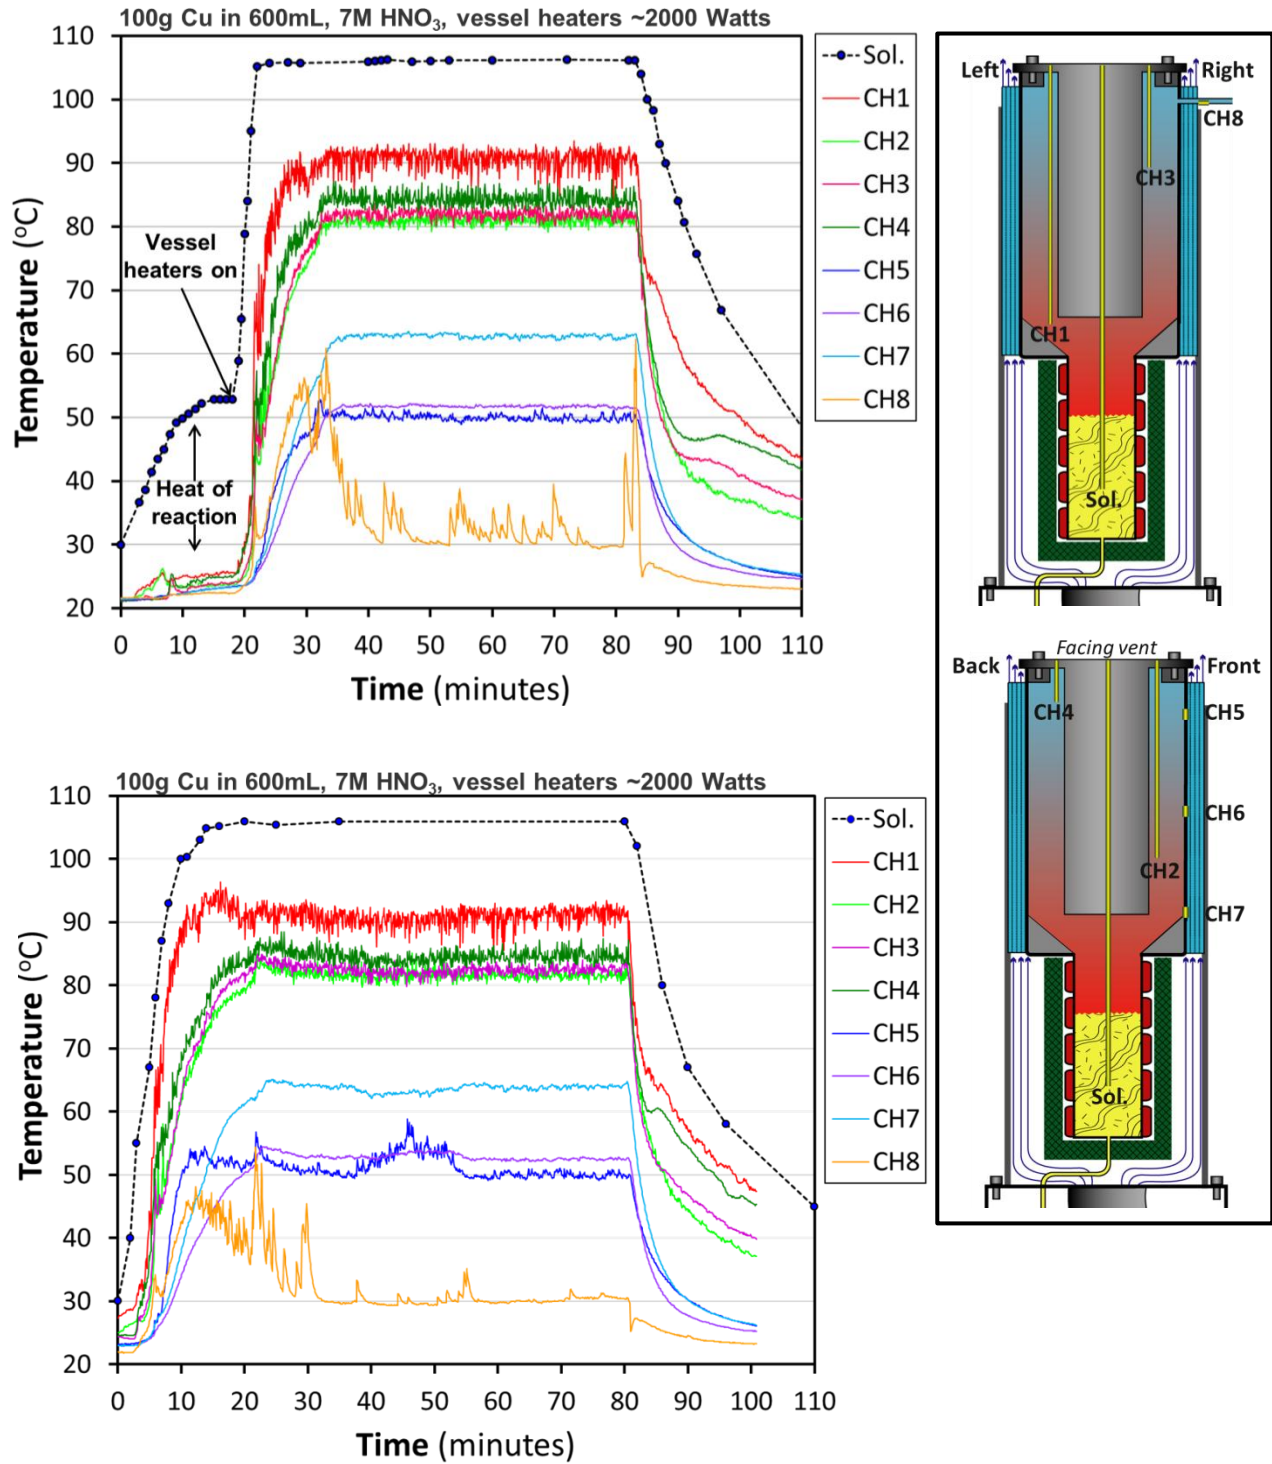 100g Cu in 600mL, 7M HNO₃, vessel heaters ~2000 Watts
110
100
90
80
70
60
50
40
30
20
Temperature (°C)
Vessel
heaters on
Heat of
reaction
0 10 20 30 40 50 60 70 80 90 100 110
Time (minutes)
Sol.
CH1
CH2
CH3
CH4
CH5
CH6
CH7
CH8
Left
Right
CH8
CH3
CH1
Sol.
Facing vent
Back
Front
CH4
CH5
CH6
CH2
CH7
Sol.
100g Cu in 600mL, 7M HNO₃, vessel heaters ~2000 Watts
110
100
90
80
70
60
50
40
30
20
Temperature (°C)
0 10 20 30 40 50 60 70 80 90 100 110
Time (minutes)
Sol.
CH1
CH2
CH3
CH4
CH5
CH6
CH7
CH8